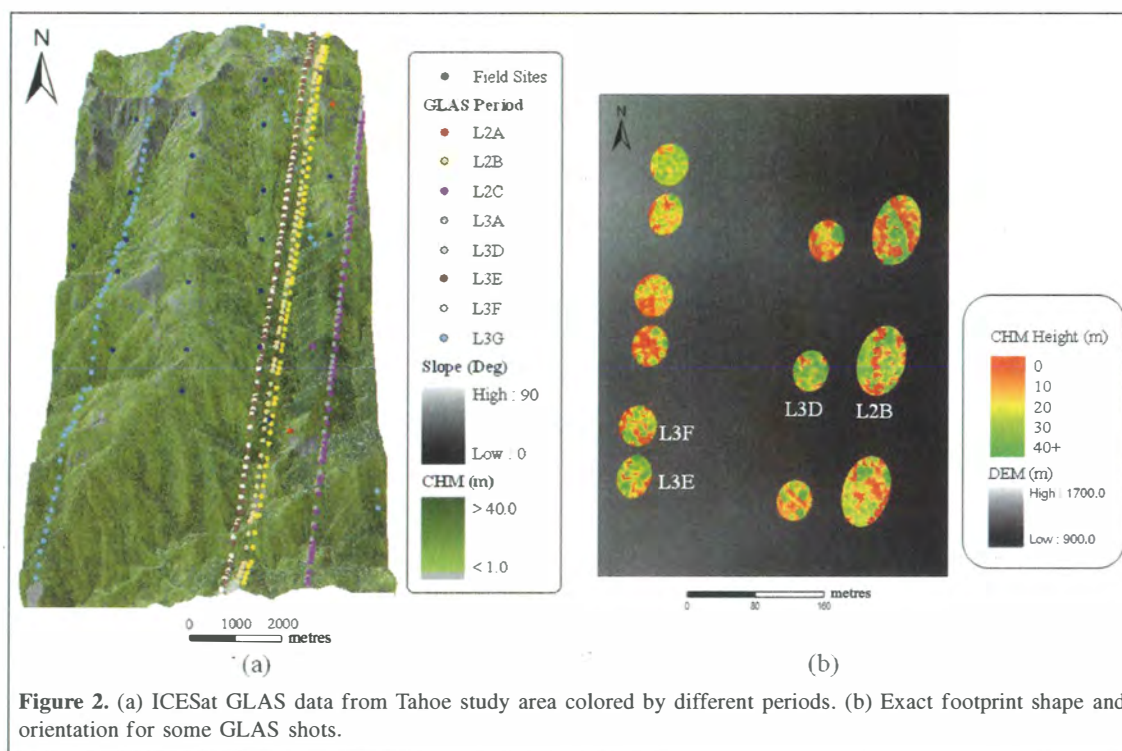 N
Field Sites
GLAS Period
L2A
L2B
L2C
L3A
L3D
L3E
L3F
L3G
Slope (Deg)
High : 90
Low : 0
CHM (m)
> 40.0
< 1.0
0 1000 2000 metres
(a)
N
L3D
L2B
L3F
L3E
CHM Height (m)
0
10
20
30
40+
DEM (m)
High : 1700.0
Low : 900.0
metres
0 80 160
(b)
Figure 2. (a) ICESat GLAS data from Tahoe study area colored by different periods. (b) Exact footprint shape and
orientation for some GLAS shots.